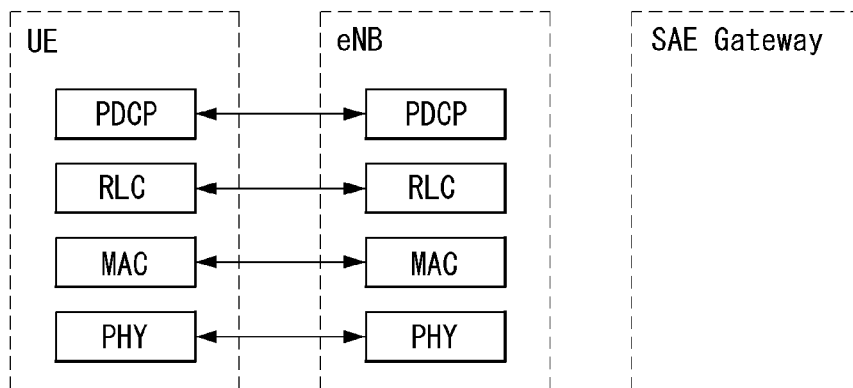 UE
eNB
SAE Gateway
PDCP
PDCP
RLC
RLC
MAC
MAC
PHY
PHY